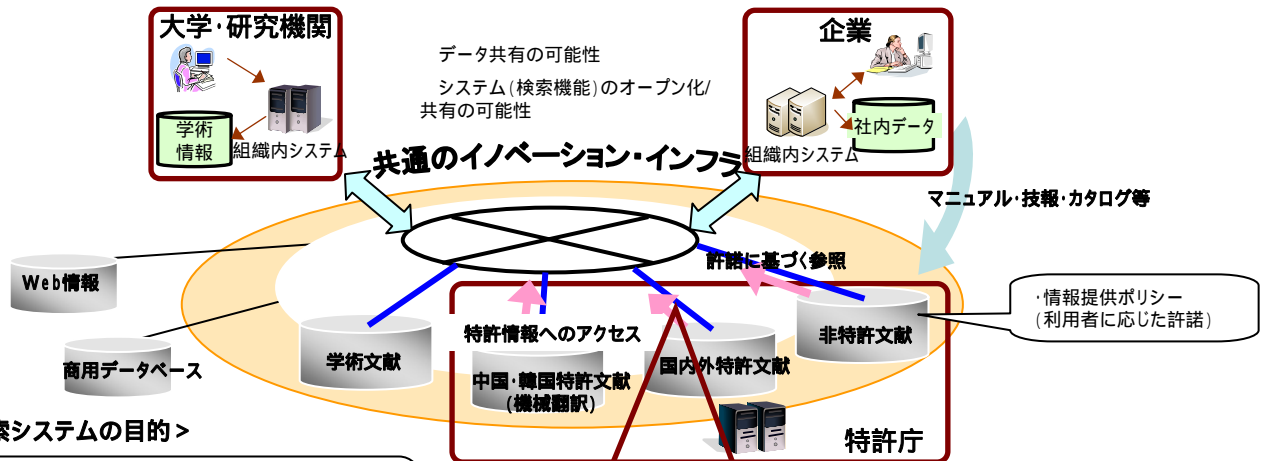 大学・研究機関
企業
データ共有の可能性
システム(検索機能)のオープン化/
共有の可能性
学術
情報
組織内システム
社内データ
組織内システム
共通のイノベーション・インフラ
マニュアル・技報・カタログ等
許諾に基づく参照
Web情報
・情報提供ポリシー
(利用者に応じた許諾)
特許情報へのアクセス
非特許文献
学術文献
国内外特許文献
商用データベース
中国・韓国特許文献
(機械翻訳)
索システムの目的>
特許庁